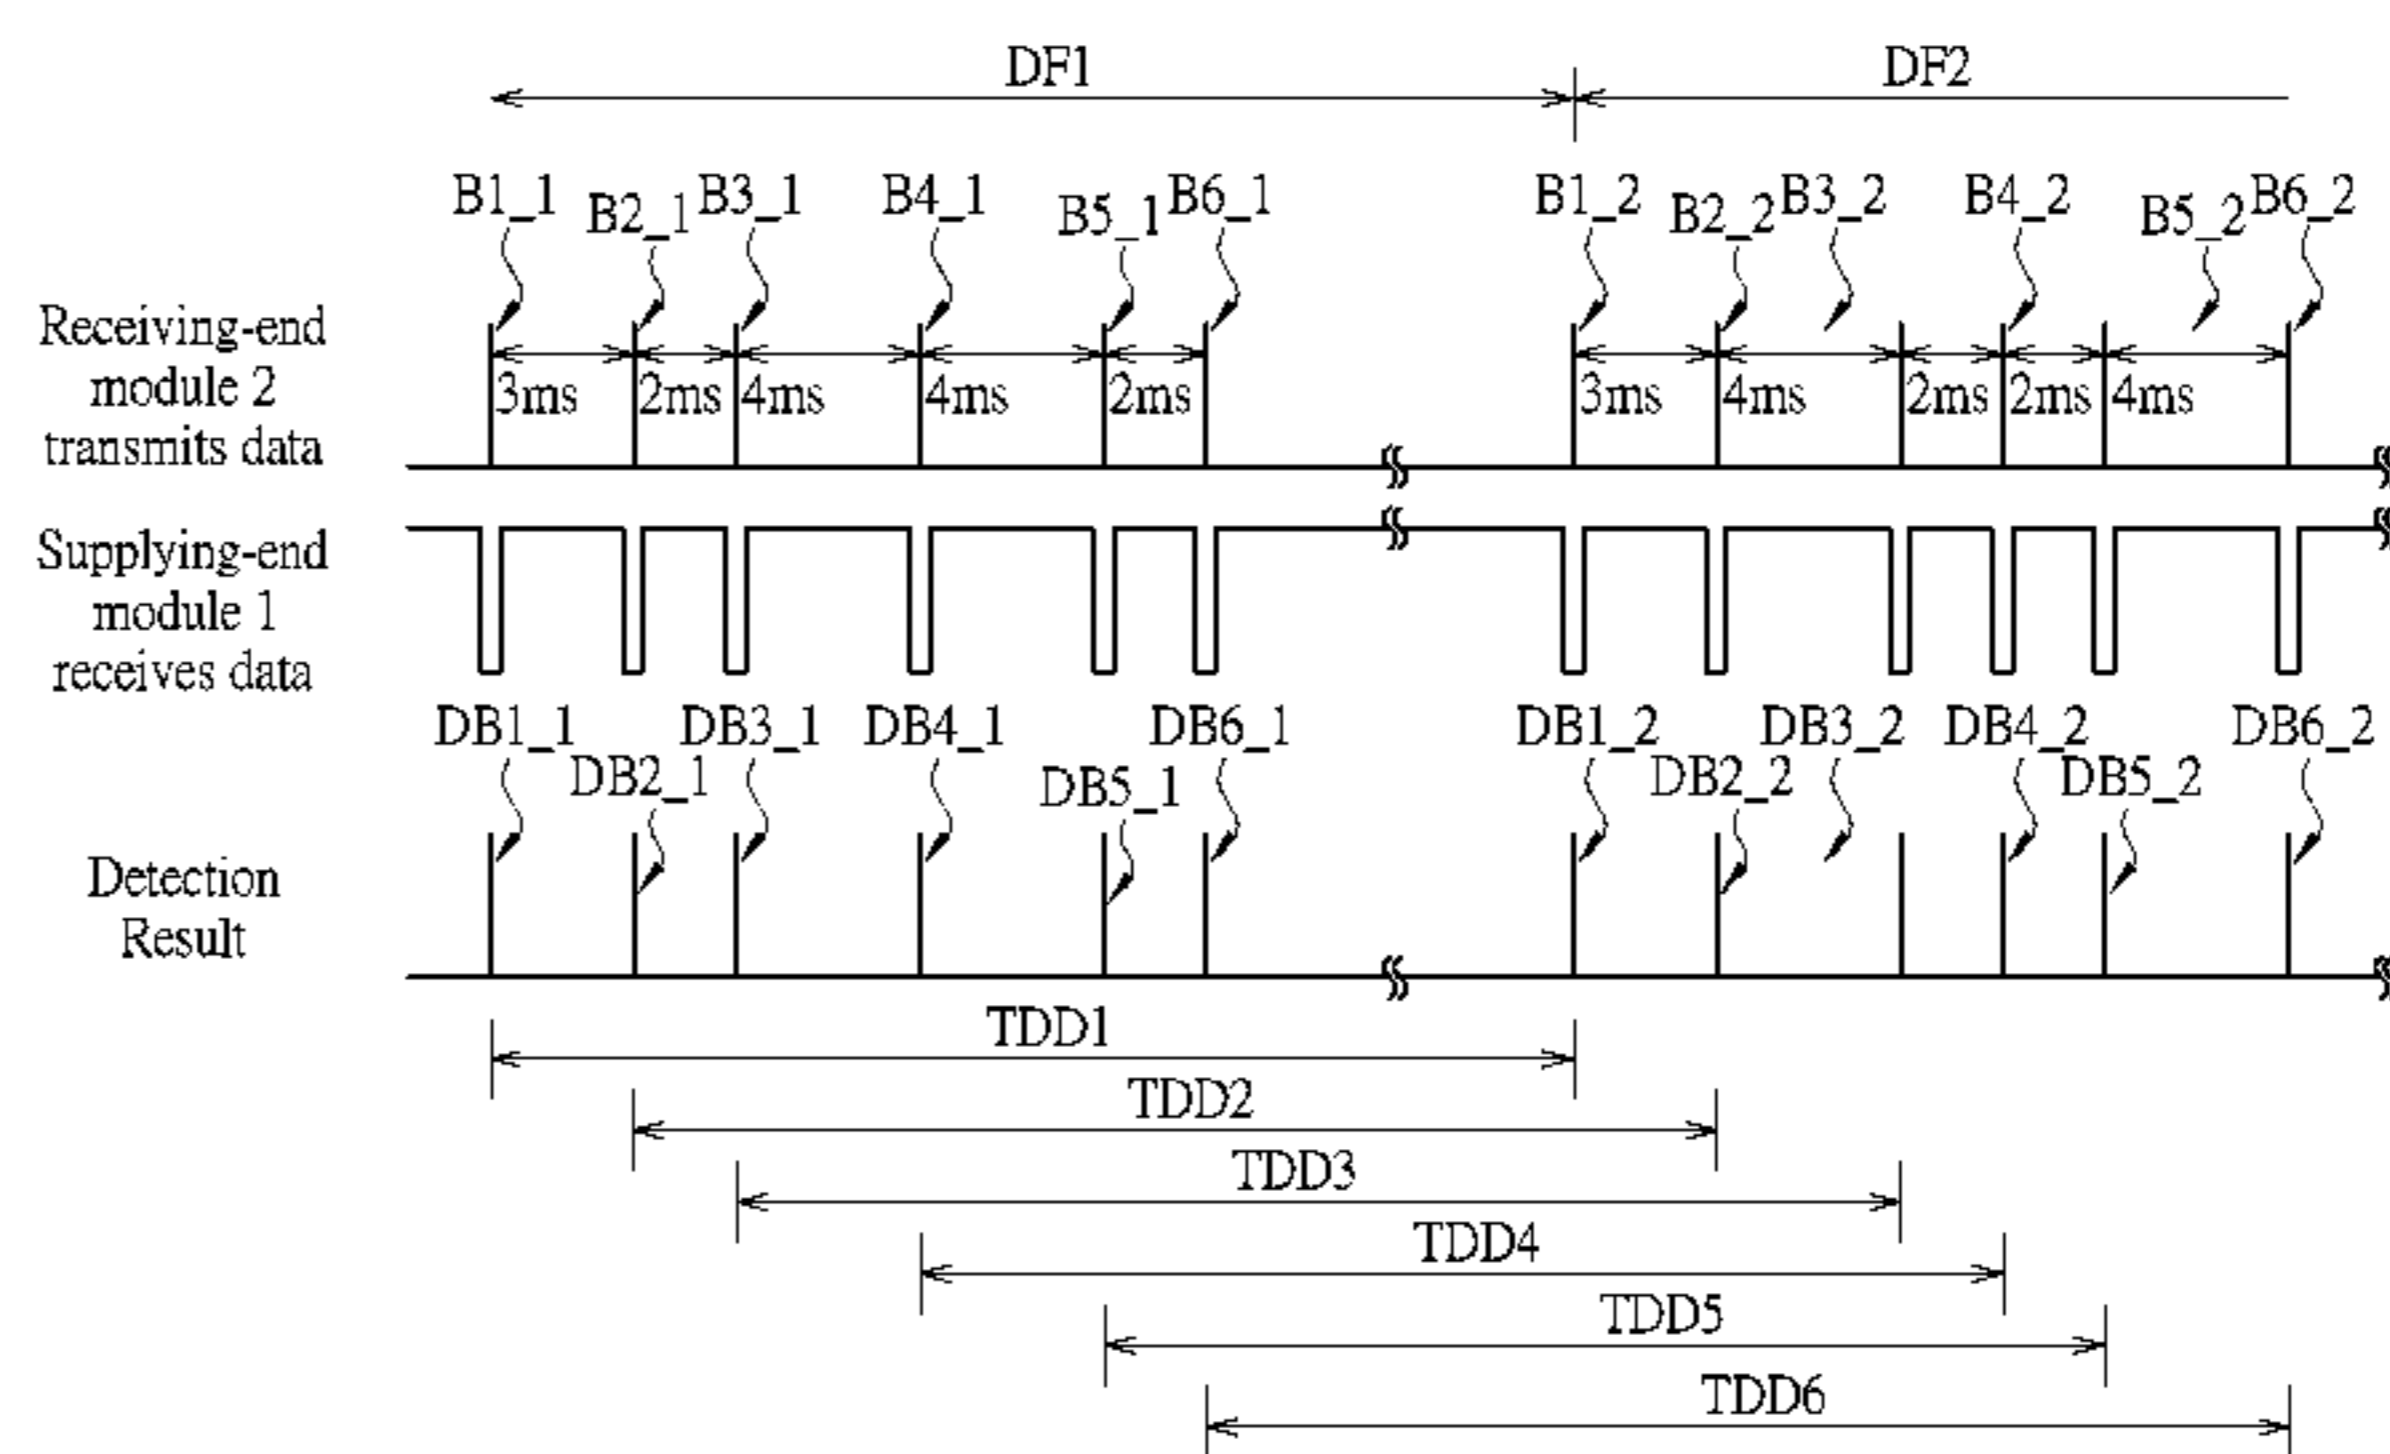 DF1
DF2
B1_1
B2_1
B3_1
B4_1
B5_1
B6_1
B1_2
B2_2
B3_2
B4_2
B5_2
B6_2
Receiving-end
module 2
transmits data
3ms
2ms
4ms
4ms
2ms
3ms
4ms
2ms
2ms
4ms
Supplying-end
module 1
receives data
DB1_1
DB2_1
DB3_1
DB4_1
DB5_1
DB6_1
DB1_2
DB2_2
DB3_2
DB4_2
DB5_2
DB6_2
Detection
Result
TDD1
TDD2
TDD3
TDD4
TDD5
TDD6